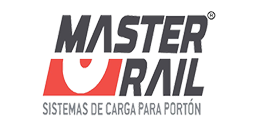 MASTER®
RAIL
SISTEMAS DE CARGA PARA PORTÓN